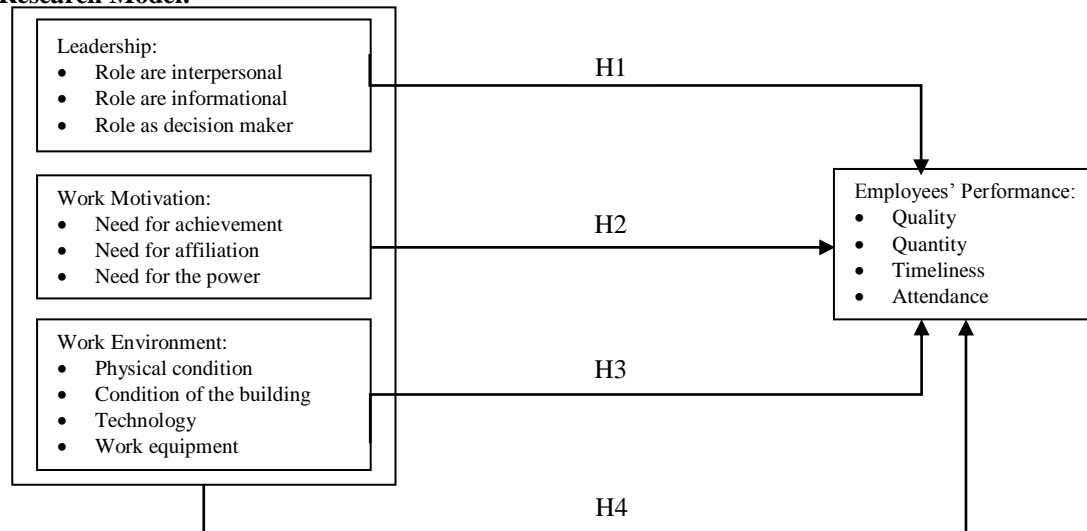 Research Model:
Leadership:
• Role are interpersonal
• Role are informational
• Role as decision maker
H1
Work Motivation:
• Need for achievement
• Need for affiliation
• Need for the power
H2
Employees’ Performance:
• Quality
• Quantity
• Timeliness
• Attendance
Work Environment:
• Physical condition
• Condition of the building
• Technology
• Work equipment
H3
H4